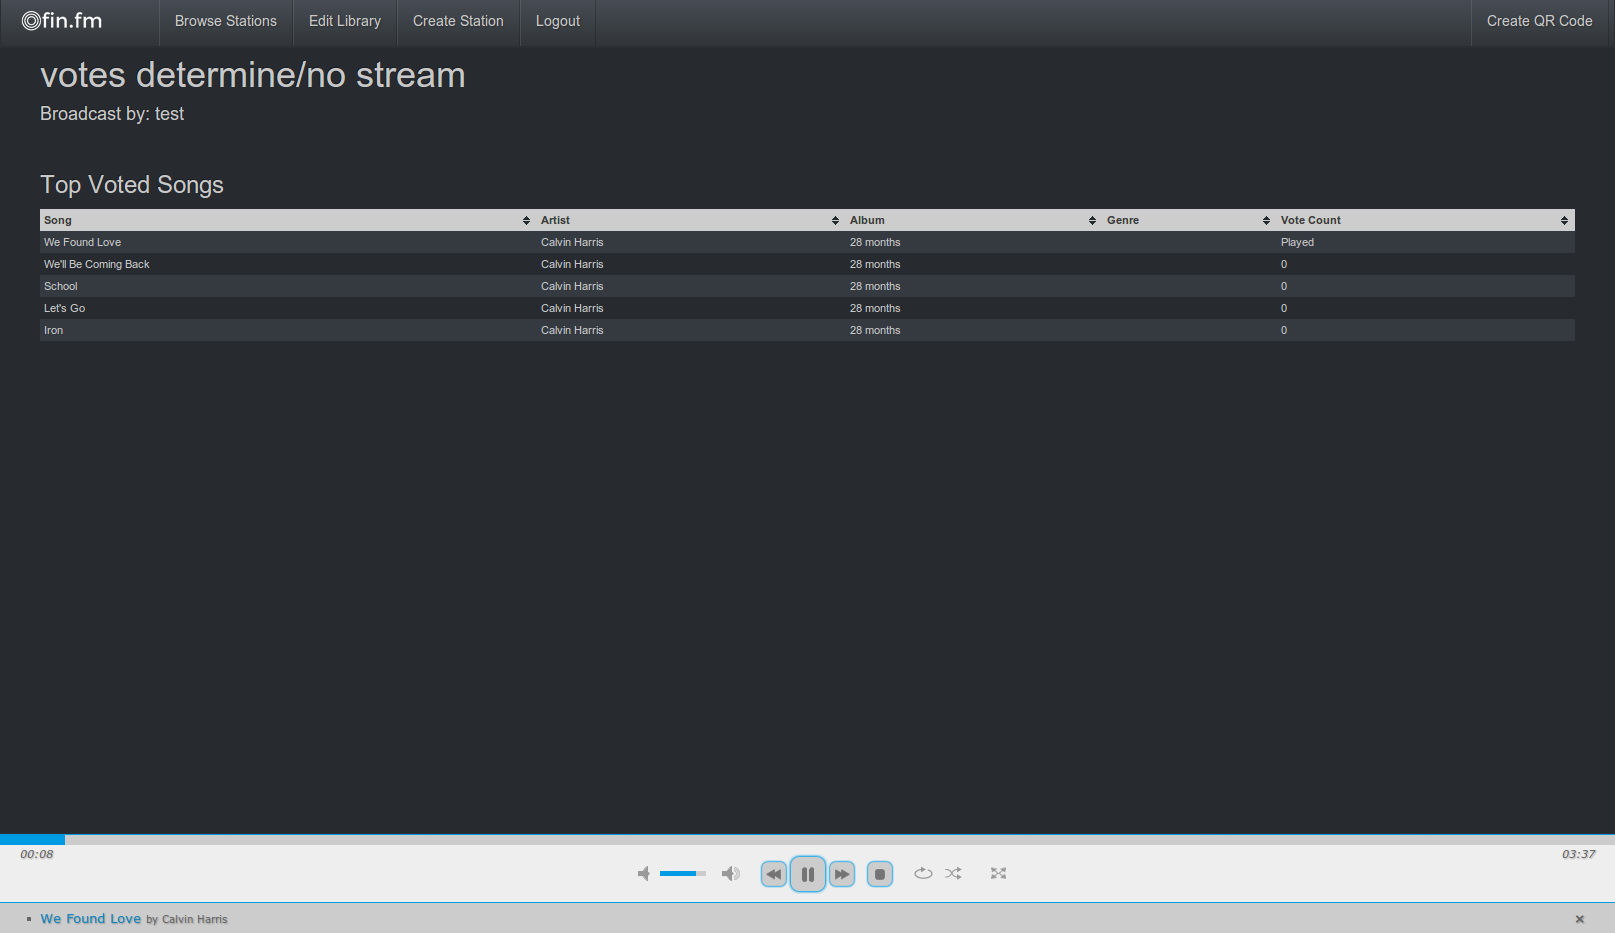 fin.fm Browse Stations Edit Library Create Station Logout Create QR Code
votes determine/no stream
Broadcast by: test
Top Voted Songs
Song Artist Album Genre Vote Count
We Found Love Calvin Harris 28 months Played
We'll Be Coming Back Calvin Harris 28 months 0
School Calvin Harris 28 months 0
Let's Go Calvin Harris 28 months 0
Iron Calvin Harris 28 months 0
00:08 03:37
We Found Love by Calvin Harris